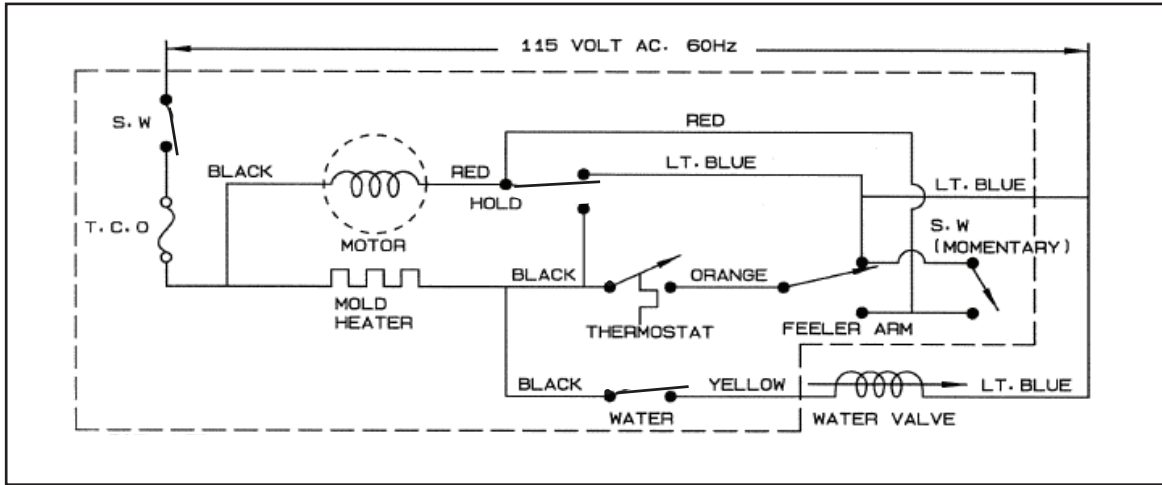 115 VOLT AC. 60Hz
S.W
RED
BLACK
RED
LT. BLUE
LT. BLUE
HOLD
T.C.O
S.W
(MOMENTARY)
MOTOR
BLACK
ORANGE
MOLD
HEATER
THERMOSTAT
FEELER ARM
BLACK
YELLOW
LT. BLUE
WATER
WATER VALVE